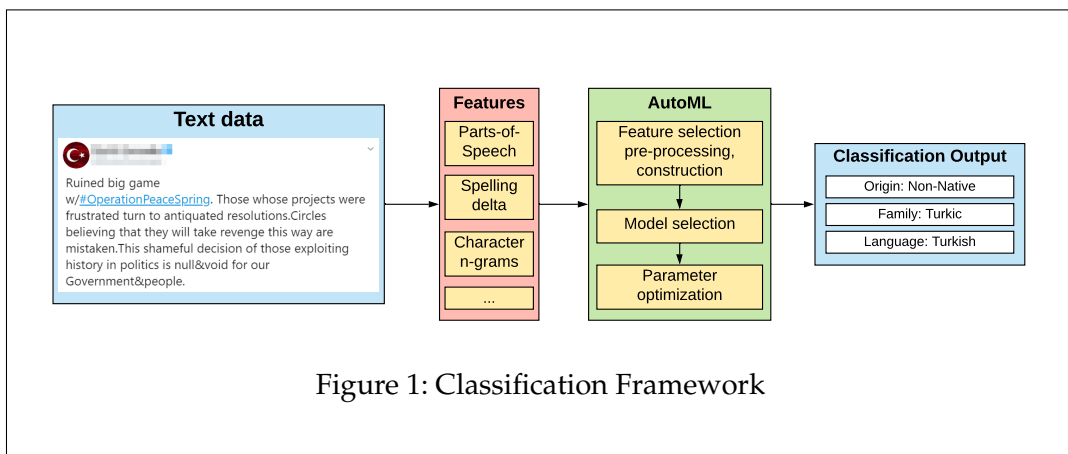 Text data
Ruined big game
w/#OperationPeaceSpring. Those whose projects were
frustrated turn to antiquated resolutions.Circles
believing that they will take revenge this way are
mistaken.This shameful decision of those exploiting
history in politics is null&void for our
Government&people.
Features
Parts-of-
Speech
Spelling
delta
Character
n-grams
...
AutoML
Feature selection
pre-processing,
construction
Model selection
Parameter
optimization
Classification Output
Origin: Non-Native
Family: Turkic
Language: Turkish
Figure 1: Classification Framework